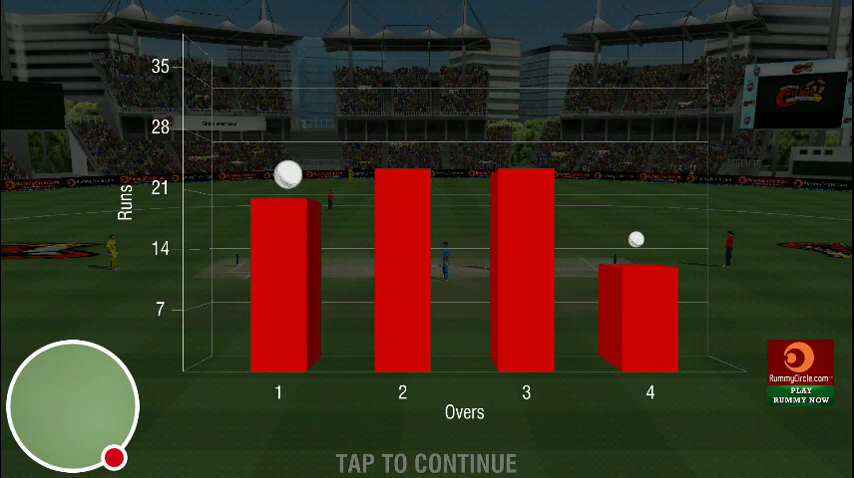 35
28
21
14
7
Runs
1
2
3
4
Overs
TAP TO CONTINUE
RummyCircle.com
PLAY
RUMMY NOW